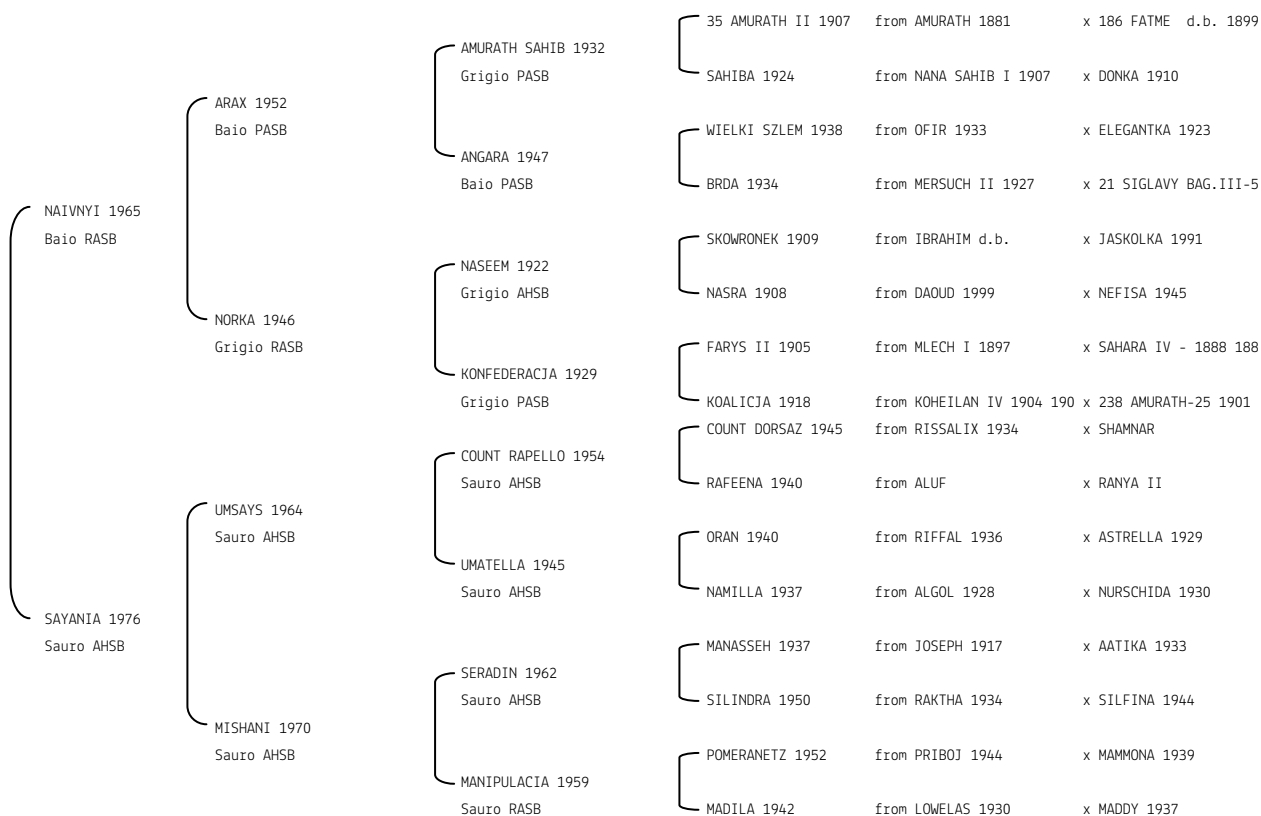 35 AMURATH II 1907 from AMURATH 1881 x 186 FATME d.b. 1899
AMURATH SAHIB 1932
Grigio PASB
SAHIBA 1924 from NANA SAHIB I 1907 x DONKA 1910
ARAX 1952
Baio PASB
WIELKI SZLEM 1938 from OFIR 1933 x ELEGANTKA 1923
ANGARA 1947
Baio PASB
BRDA 1934 from MERSUCH II 1927 x 21 SIGLAVY BAG.III-5
NAIVNYI 1965
Baio RASB
SKOWRONEK 1909 from IBRAHIM d.b. x JASKOLKA 1991
NASEEM 1922
Grigio AHSB
NASRA 1908 from DAOUD 1999 x NEFISA 1945
NORKA 1946
Grigio RASB
FARYS II 1905 from MLECH I 1897 x SAHARA IV - 1888 188
KONFEDERACJA 1929
Grigio PASB
KOALICJA 1918 from KOHEILAN IV 1904 190 x 238 AMURATH-25 1901
COUNT DORSAZ 1945 from RISSALIX 1934 x SHAMNAR
COUNT RAPELLO 1954
Sauro AHSB
RAFEENA 1940 from ALUF x RANYA II
UMSAYS 1964
Sauro AHSB
ORAN 1940 from RIFFAL 1936 x ASTRELLA 1929
UMATELLA 1945
Sauro AHSB
NAMILLA 1937 from ALGOL 1928 x NURSCHIDA 1930
SAYANIA 1976
Sauro AHSB
MANASSEH 1937 from JOSEPH 1917 x AATIKA 1933
SERADIN 1962
Sauro AHSB
SILINDRA 1950 from RAKTHA 1934 x SILFINA 1944
MISHANI 1970
Sauro AHSB
POMERANETZ 1952 from PRIBOJ 1944 x MAMMONA 1939
MANIPULACIA 1959
Sauro RASB
MADILA 1942 from LOWELAS 1930 x MADDY 1937